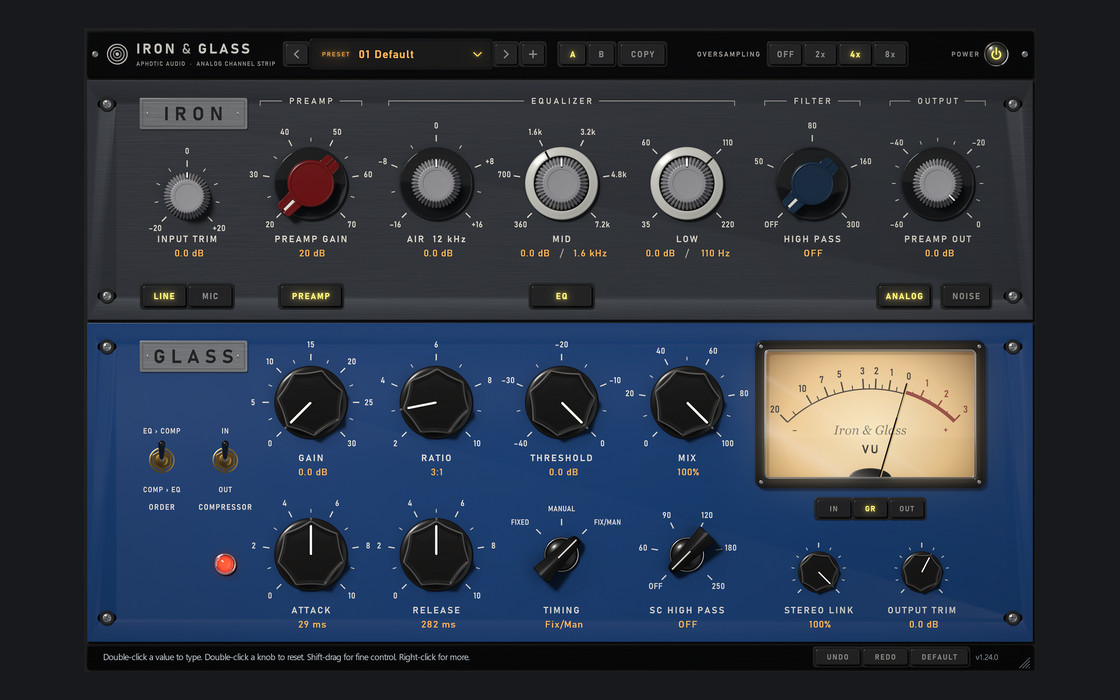 IRON & GLASS
APHOTIC AUDIO · ANALOG CHANNEL STRIP
PRESET 01 Default
A B COPY
OVERSAMPLING OFF 2x 4x 8x
POWER
IRON
PREAMP
EQUALIZER
FILTER
OUTPUT
0
-20 +20
INPUT TRIM
0.0 dB
40 50
30 60
20 70
PREAMP GAIN
20 dB
0
-8 +8
-16 +16
AIR 12 kHz
0.0 dB
1.6k 3.2k
700 4.8k
360 7.2k
MID
0.0 dB / 1.6 kHz
60 110
35 220
LOW
0.0 dB / 110 Hz
80
50 160
OFF 300
HIGH PASS
OFF
-40 -20
-60 0
PREAMP OUT
0.0 dB
LINE MIC
PREAMP
EQ
ANALOG NOISE
GLASS
EQ › COMP
COMP › EQ
ORDER
IN
OUT
COMPRESSOR
15
10 20
5 25
0 30
GAIN
0.0 dB
6
4 8
2 10
RATIO
3:1
-20
-30 -10
-40 0
THRESHOLD
0.0 dB
40 60
20 80
0 100
MIX
100%
20 10 7 5 3 2 1 0 1 2 3
- +
Iron & Glass
VU
IN GR OUT
4 6
2 8
0 10
ATTACK
29 ms
4 6
2 8
0 10
RELEASE
282 ms
MANUAL
FIXED FIX/MAN
TIMING
Fix/Man
90 120
60 180
OFF 250
SC HIGH PASS
OFF
STEREO LINK
100%
OUTPUT TRIM
0.0 dB
Double-click a value to type. Double-click a knob to reset. Shift-drag for fine control. Right-click for more.
UNDO REDO DEFAULT v1.24.0